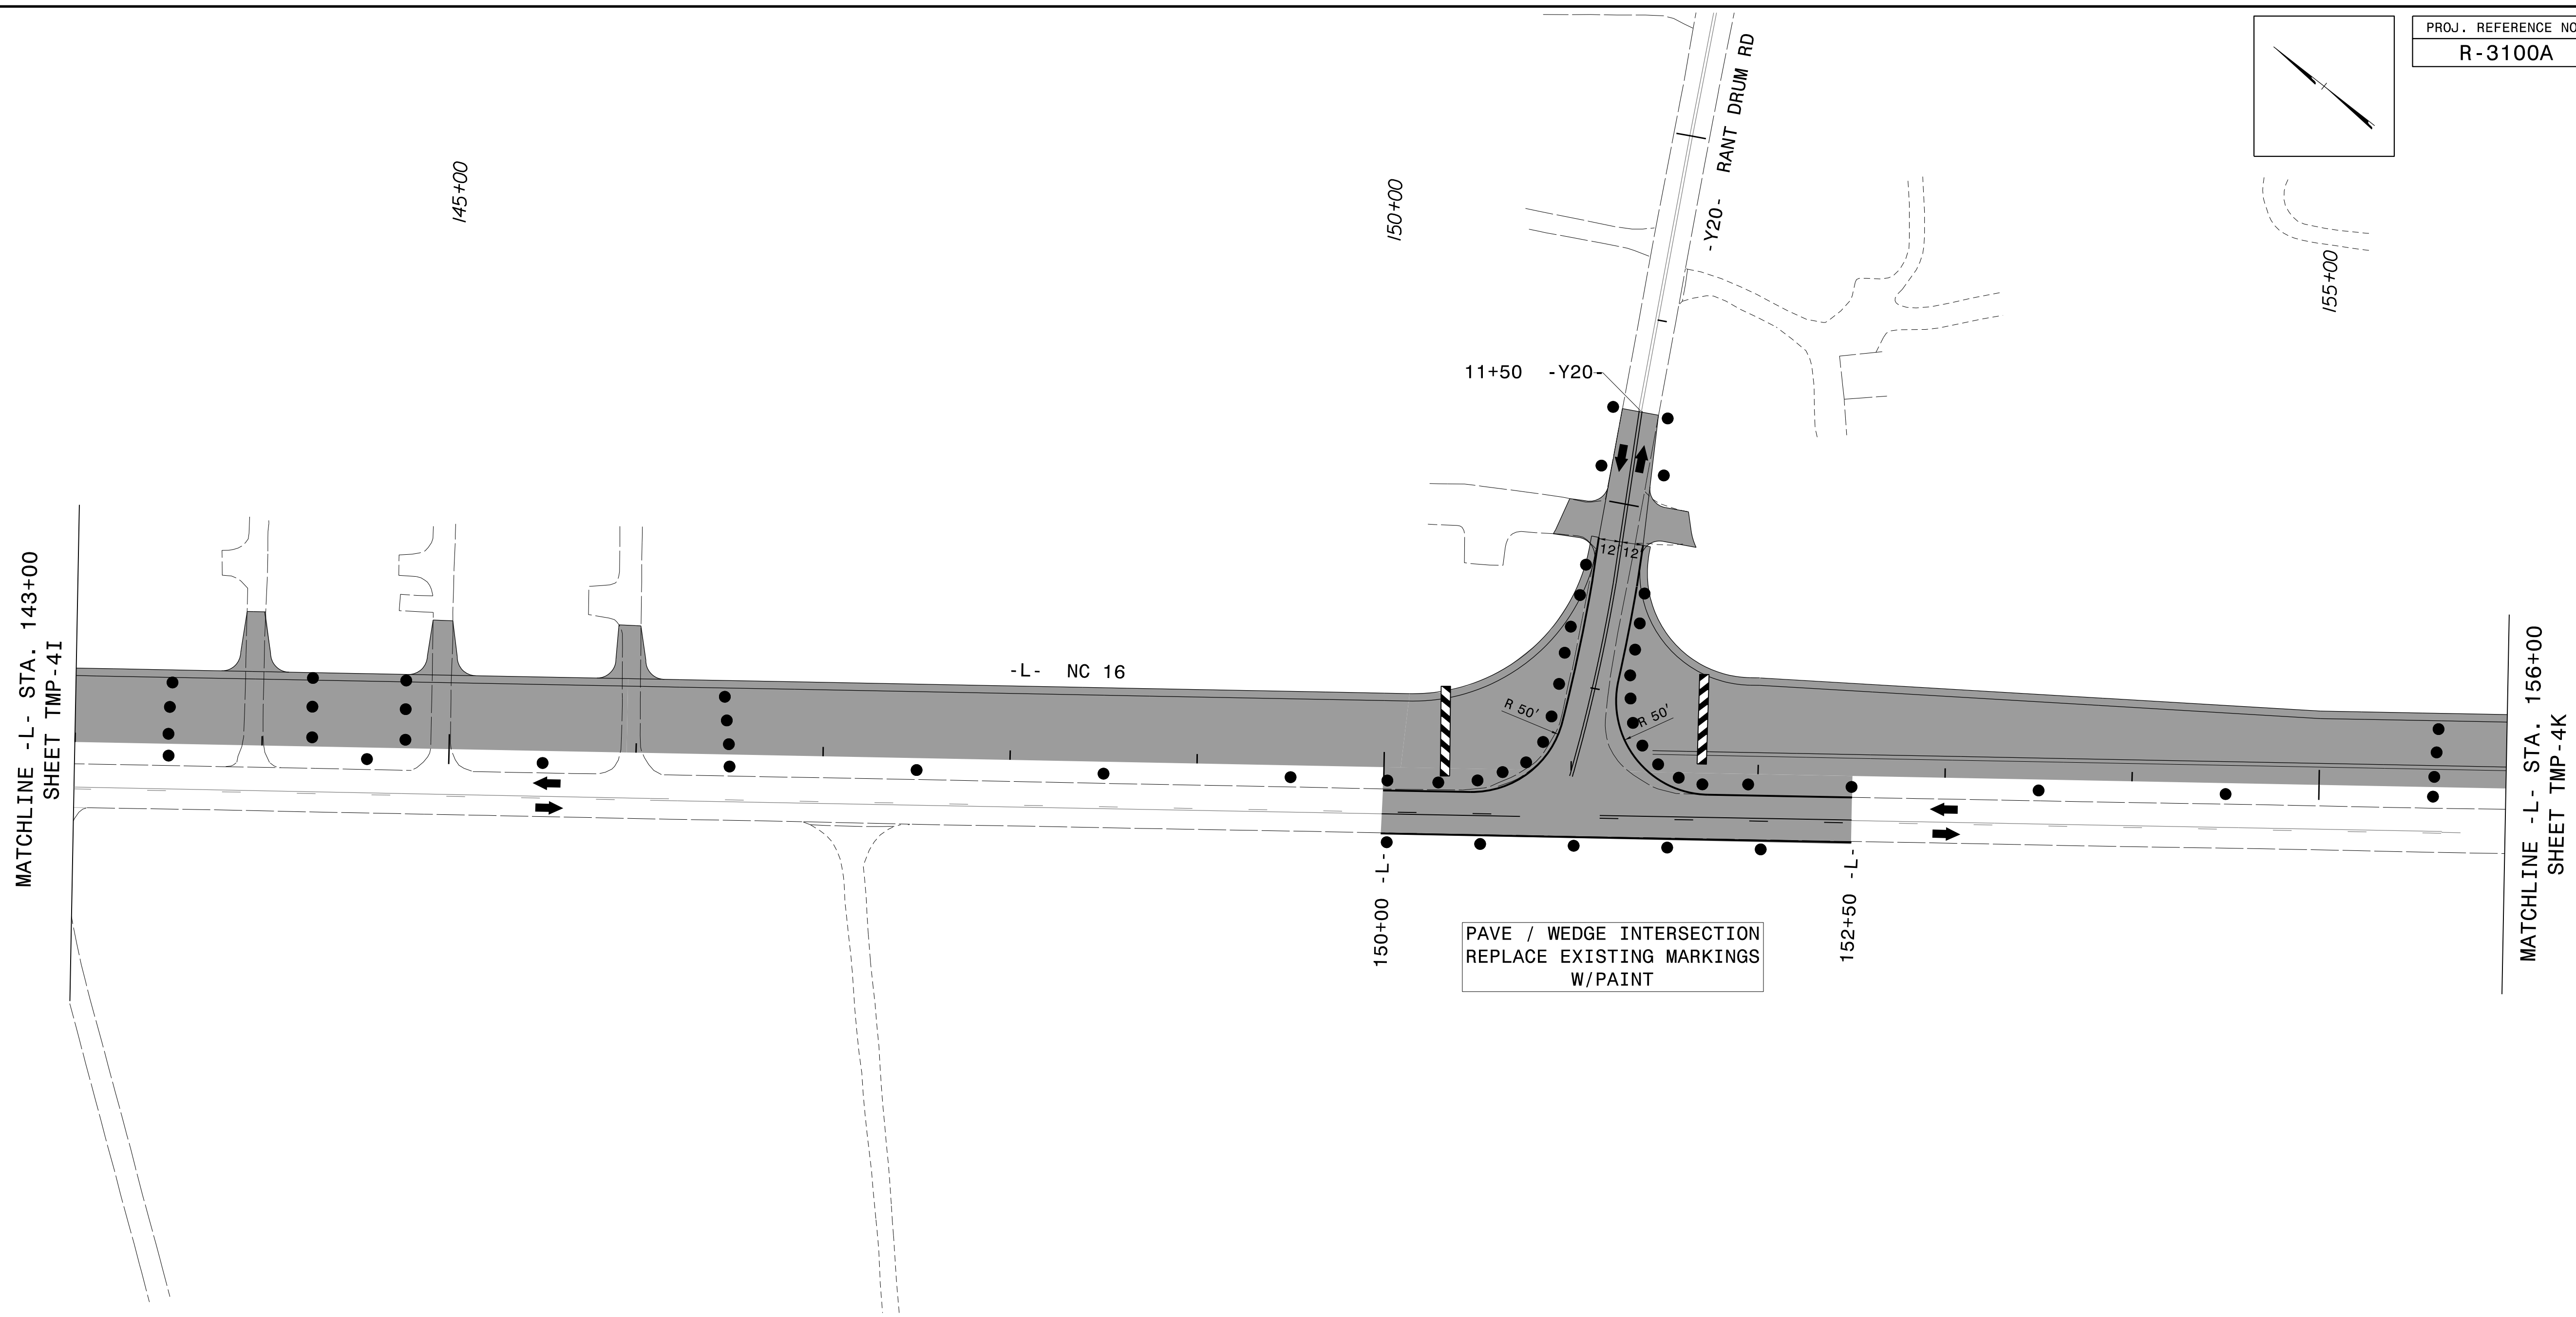 PROJ. REFERENCE NO
R-3100A
-Y20- RANT DRUM RD
145+00
150+00
155+00
11+50 -Y20-
12'
12'
MATCHLINE -L- STA. 143+00
SHEET TMP-4I
-L- NC 16
R 50'
R 50'
MATCHLINE -L- STA. 156+00
SHEET TMP-4K
150+00 -L-
152+50 -L-
PAVE / WEDGE INTERSECTION
REPLACE EXISTING MARKINGS
W/PAINT